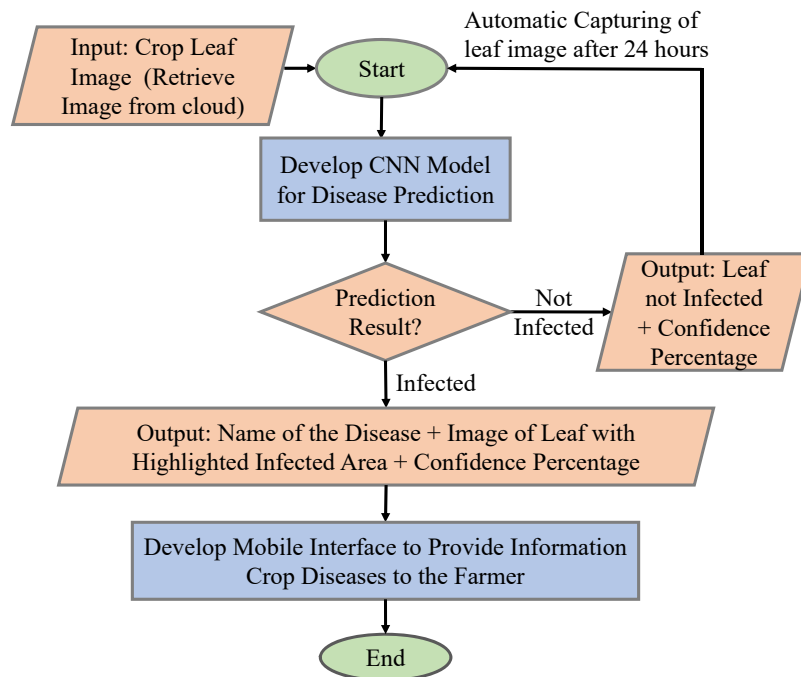 Input: Crop Leaf
Image (Retrieve
Image from cloud)
Start
Automatic Capturing of
leaf image after 24 hours
Develop CNN Model
for Disease Prediction
Prediction
Result?
Not
Infected
Output: Leaf
not Infected
+ Confidence
Percentage
Infected
Output: Name of the Disease + Image of Leaf with
Highlighted Infected Area + Confidence Percentage
Develop Mobile Interface to Provide Information
Crop Diseases to the Farmer
End